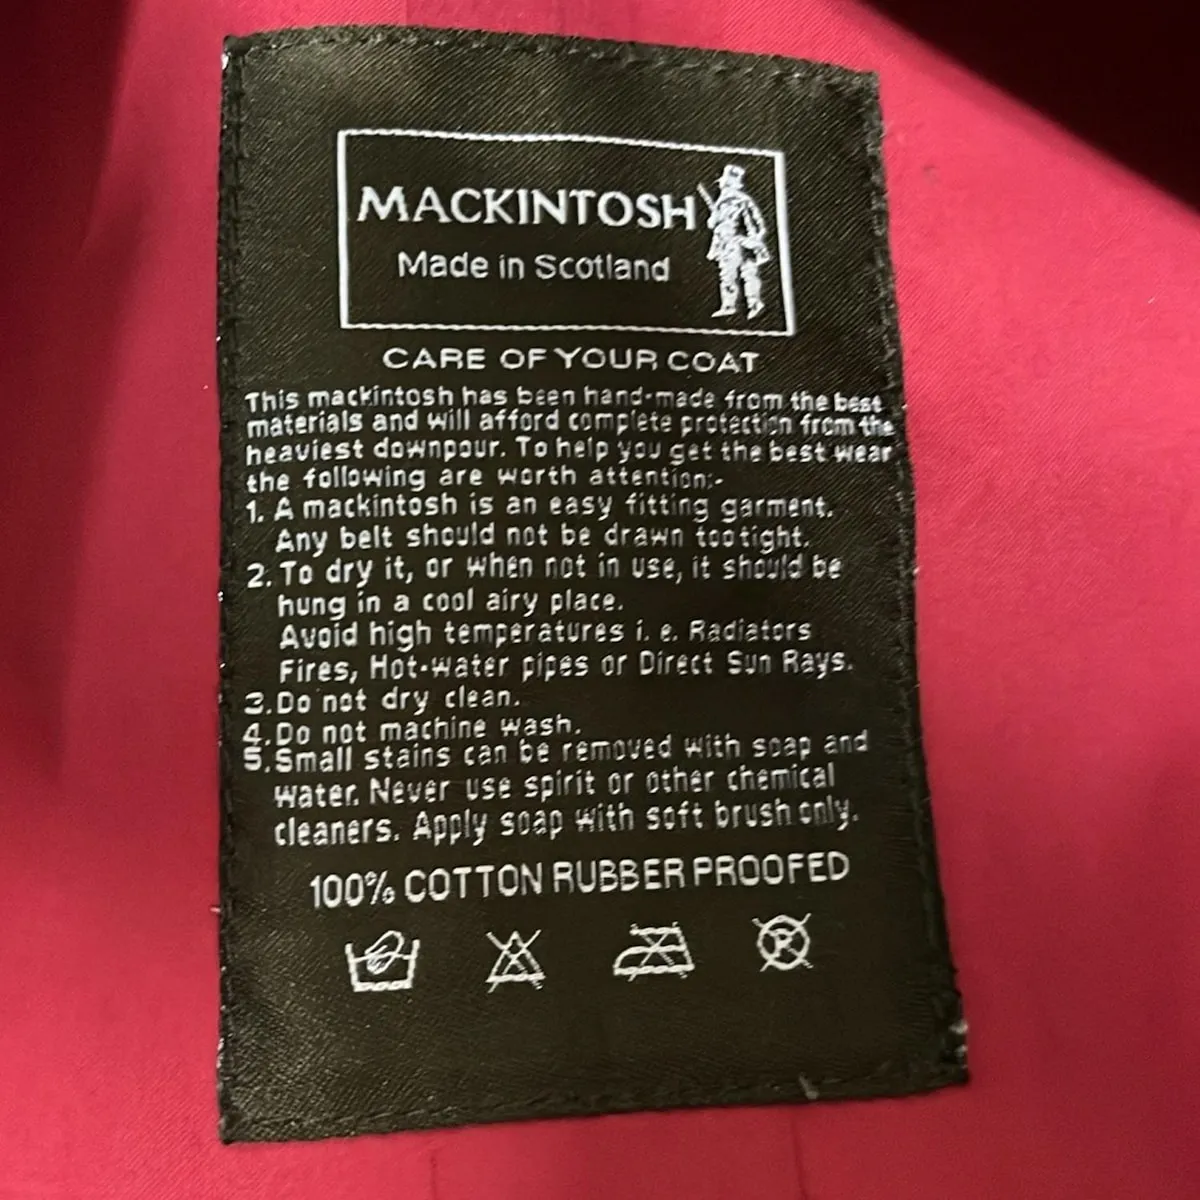 MACKINTOSH
Made in Scotland
CARE OF YOUR COAT
This mackintosh has been hand-made from the best
materials and will afford complete protection from the
heaviest downpour. To help you get the best wear
the following are worth attention:-
1. A mackintosh is an easy fitting garment.
Any belt should not be drawn too tight.
2. To dry it, or when not in use, it should be
hung in a cool airy place.
Avoid high temperatures i. e. Radiators
Fires, Hot-water pipes or Direct Sun Rays.
3. Do not dry clean.
4. Do not machine wash.
5. Small stains can be removed with soap and
water. Never use spirit or other chemical
cleaners. Apply soap with soft brush only.
100% COTTON RUBBER PROOFED
P